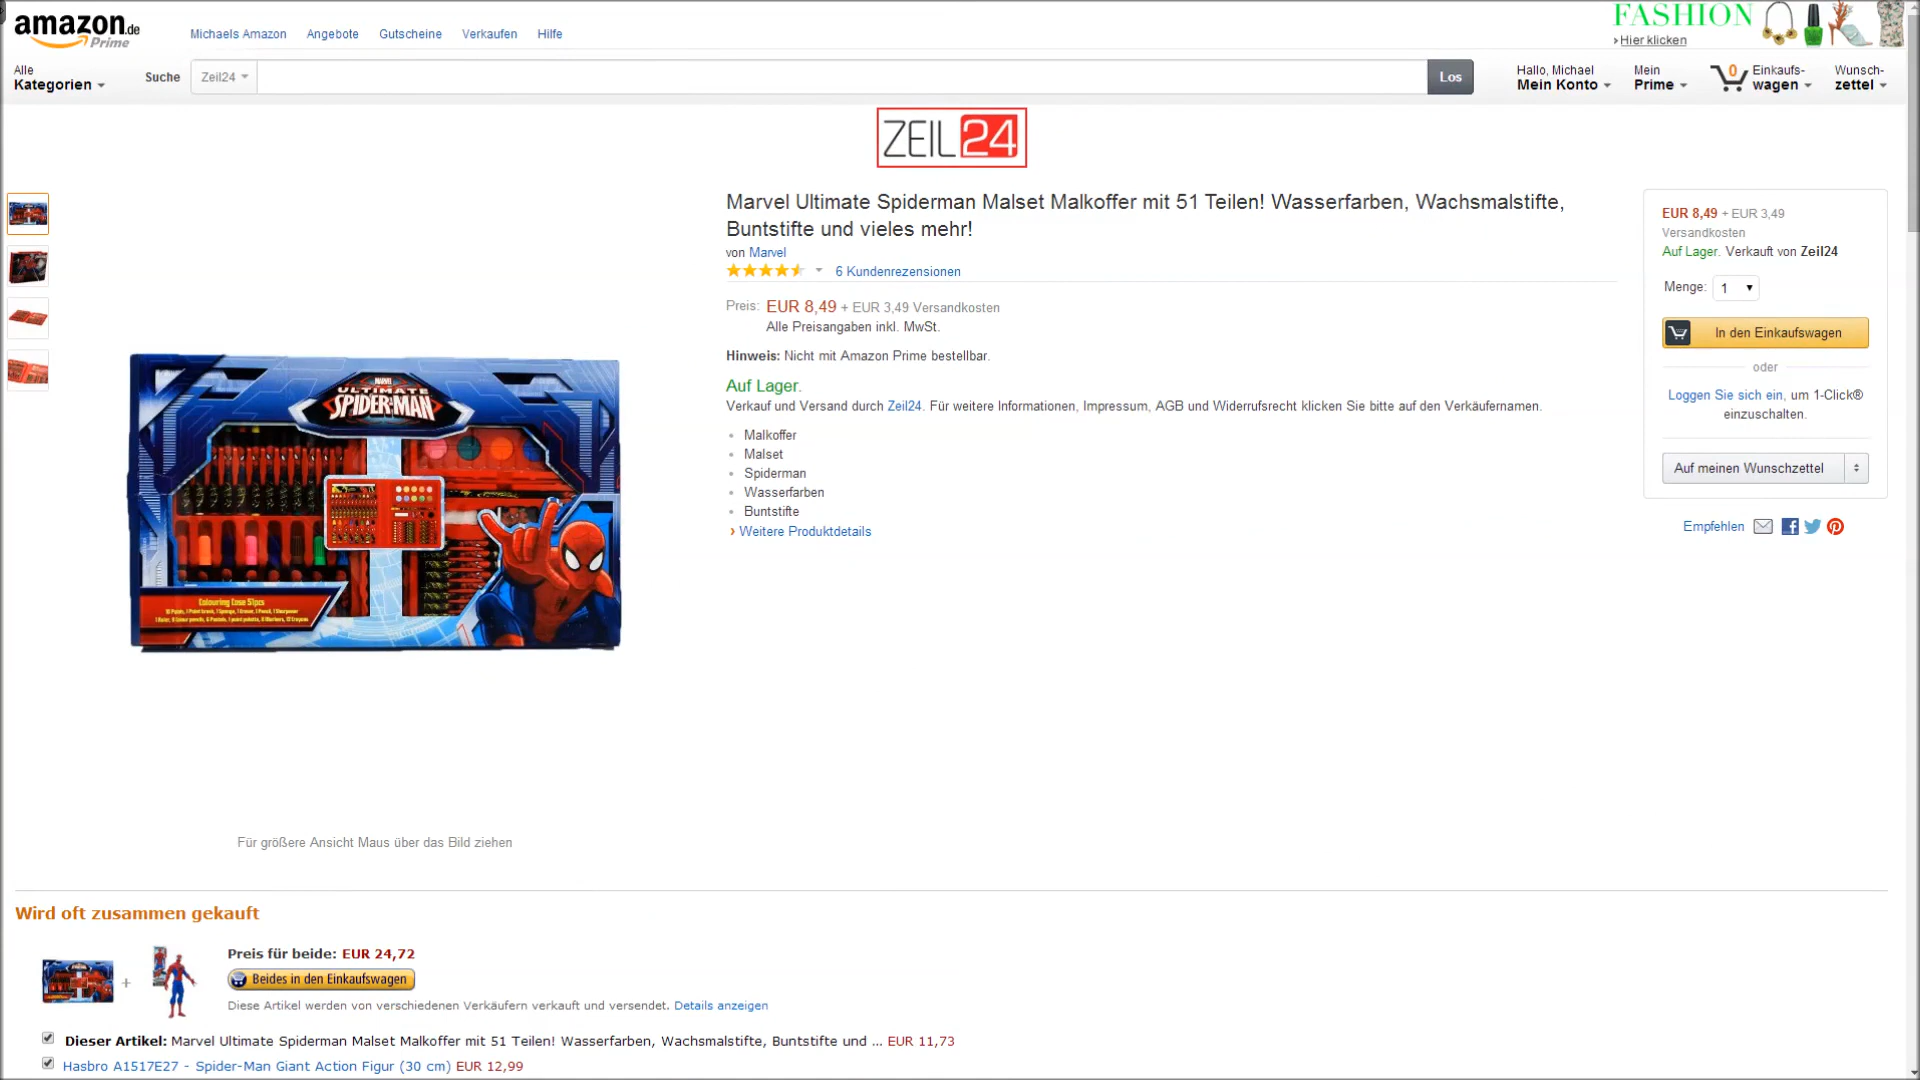 amazon.de
Prime
Michaels Amazon
Angebote
Gutscheine
Verkaufen
Hilfe
FASHION
Hier klicken
Alle
Kategorien
Suche
Zeil24
Los
Hallo, Michael
Mein Konto
Mein
Prime
0
Einkaufs-
wagen
Wunsch-
zettel
ZEIL24
Marvel Ultimate Spiderman Malset Malkoffer mit 51 Teilen! Wasserfarben, Wachsmalstifte,
Buntstifte und vieles mehr!
von Marvel
6 Kundenrezensionen
Preis: EUR 8,49 + EUR 3,49 Versandkosten
Alle Preisangaben inkl. MwSt.
Hinweis: Nicht mit Amazon Prime bestellbar.
Auf Lager.
Verkauf und Versand durch Zeil24. Für weitere Informationen, Impressum, AGB und Widerrufsrecht klicken Sie bitte auf den Verkäufernamen.
Malkoffer
Malset
Spiderman
Wasserfarben
Buntstifte
› Weitere Produktdetails
EUR 8,49 + EUR 3,49
Versandkosten
Auf Lager. Verkauft von Zeil24
Menge: 1
In den Einkaufswagen
oder
Loggen Sie sich ein, um 1-Click®
einzuschalten.
Auf meinen Wunschzettel
Empfehlen
MARVEL
ULTIMATE
SPIDER-MAN
Colouring Case 51pcs
Für größere Ansicht Maus über das Bild ziehen
Wird oft zusammen gekauft
+
Preis für beide: EUR 24,72
Beides in den Einkaufswagen
Diese Artikel werden von verschiedenen Verkäufern verkauft und versendet. Details anzeigen
Dieser Artikel: Marvel Ultimate Spiderman Malset Malkoffer mit 51 Teilen! Wasserfarben, Wachsmalstifte, Buntstifte und ... EUR 11,73
Hasbro A1517E27 - Spider-Man Giant Action Figur (30 cm) EUR 12,99